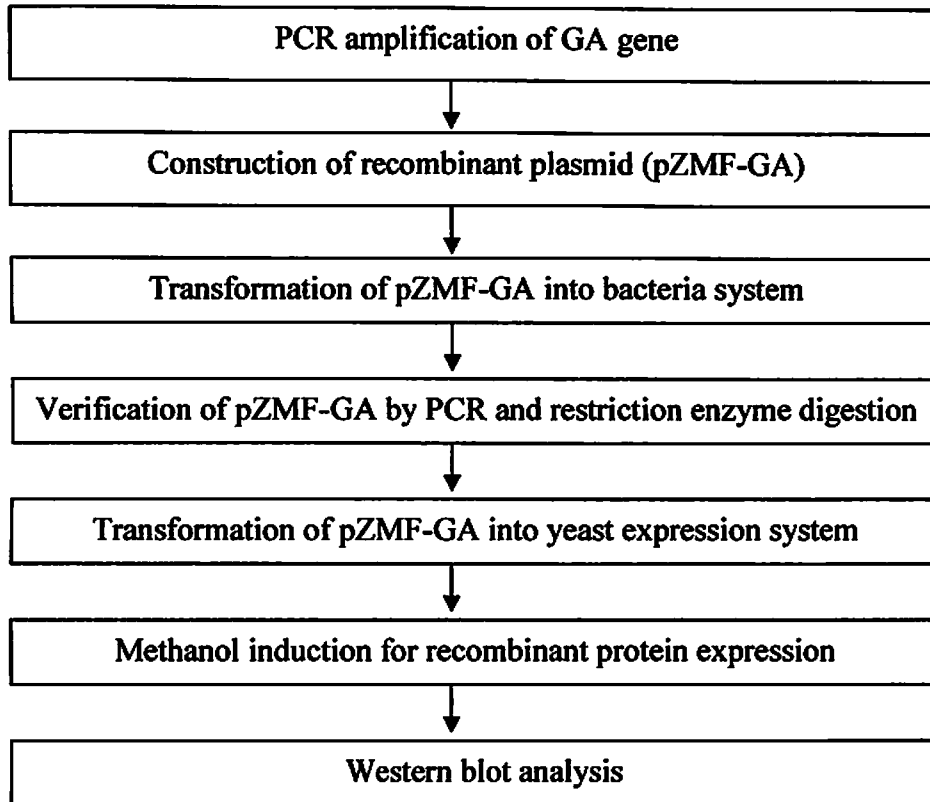 PCR amplification of GA gene
Construction of recombinant plasmid (pZMF-GA)
Transformation of pZMF-GA into bacteria system
Verification of pZMF-GA by PCR and restriction enzyme digestion
Transformation of pZMF-GA into yeast expression system
Methanol induction for recombinant protein expression
Western blot analysis